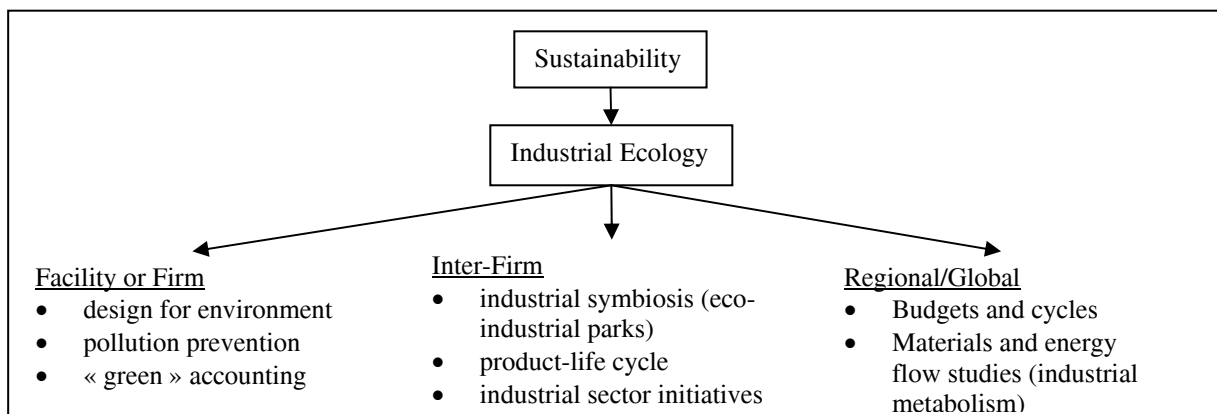 Sustainability
Industrial Ecology
Facility or Firm
• design for environment
• pollution prevention
• « green » accounting
Inter-Firm
• industrial symbiosis (eco-
industrial parks)
• product-life cycle
• industrial sector initiatives
Regional/Global
• Budgets and cycles
• Materials and energy
flow studies (industrial
metabolism)